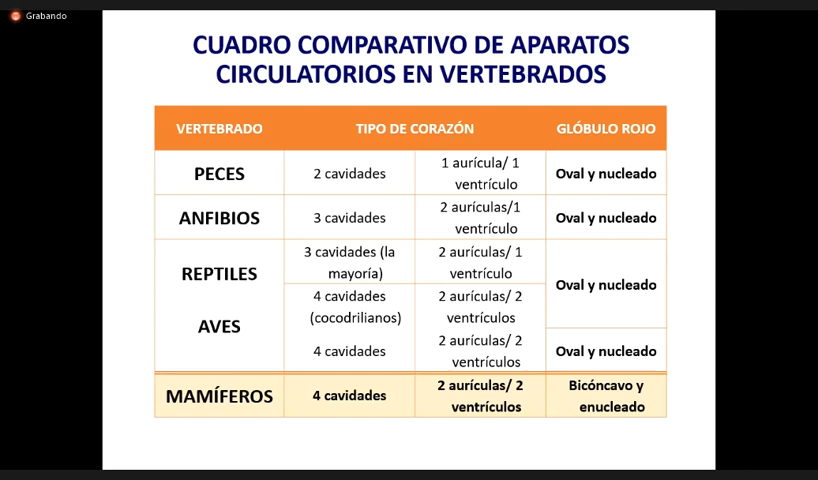 Grabando
CUADRO COMPARATIVO DE APARATOS
CIRCULATORIOS EN VERTEBRADOS
VERTEBRADO TIPO DE CORAZÓN GLÓBULO ROJO
PECES 2 cavidades 1 aurícula/ 1
ventrículo Oval y nucleado
ANFIBIOS 3 cavidades 2 aurículas/1
ventrículo Oval y nucleado
REPTILES 3 cavidades (la
mayoría) 2 aurículas/ 1
ventrículo Oval y nucleado
4 cavidades
(cocodrilianos) 2 aurículas/ 2
ventrículos
AVES 4 cavidades 2 aurículas/ 2
ventrículos Oval y nucleado
MAMÍFEROS 4 cavidades 2 aurículas/ 2
ventrículos Bicóncavo y
enucleado